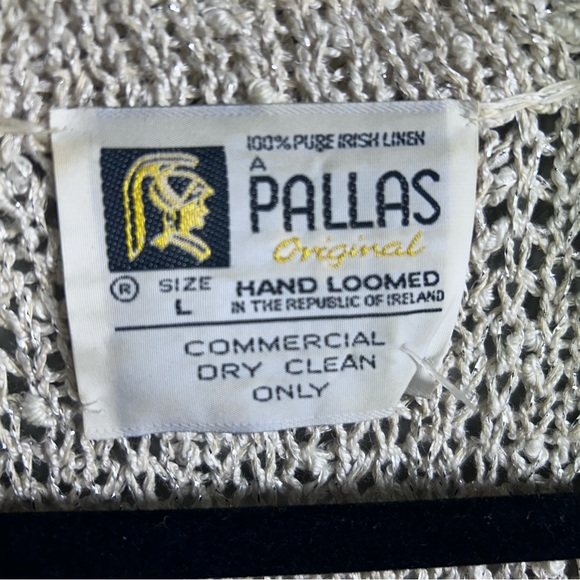 100% PURE IRISH LINEN
A
PALLAS
Original
® SIZE
L
HAND LOOMED
IN THE REPUBLIC OF IRELAND
COMMERCIAL
DRY CLEAN
ONLY